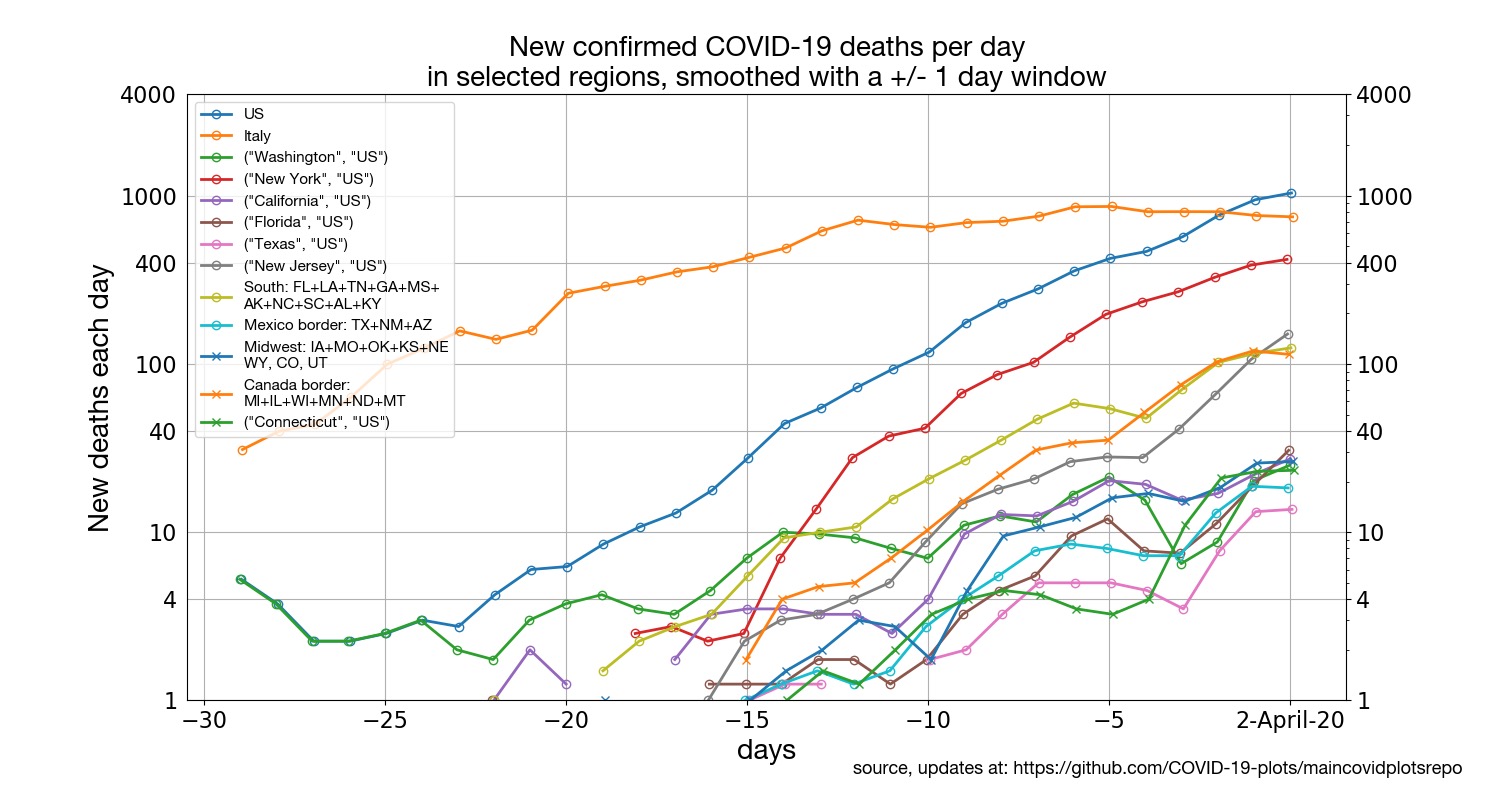 New confirmed COVID-19 deaths per day
in selected regions, smoothed with a +/- 1 day window
4000
1000
400
100
40
10
4
1
New deaths each day
US
Italy
("Washington", "US")
("New York", "US")
("California", "US")
("Florida", "US")
("Texas", "US")
("New Jersey", "US")
South: FL+LA+TN+GA+MS+
AK+NC+SC+AL+KY
Mexico border: TX+NM+AZ
Midwest: IA+MO+OK+KS+NE
WY, CO, UT
Canada border:
MI+IL+WI+MN+ND+MT
("Connecticut", "US")
4000
1000
400
100
40
10
4
1
−30 −25 −20 −15 −10 −5 2-April-20
days
source, updates at: https://github.com/COVID-19-plots/maincovidplotsrepo